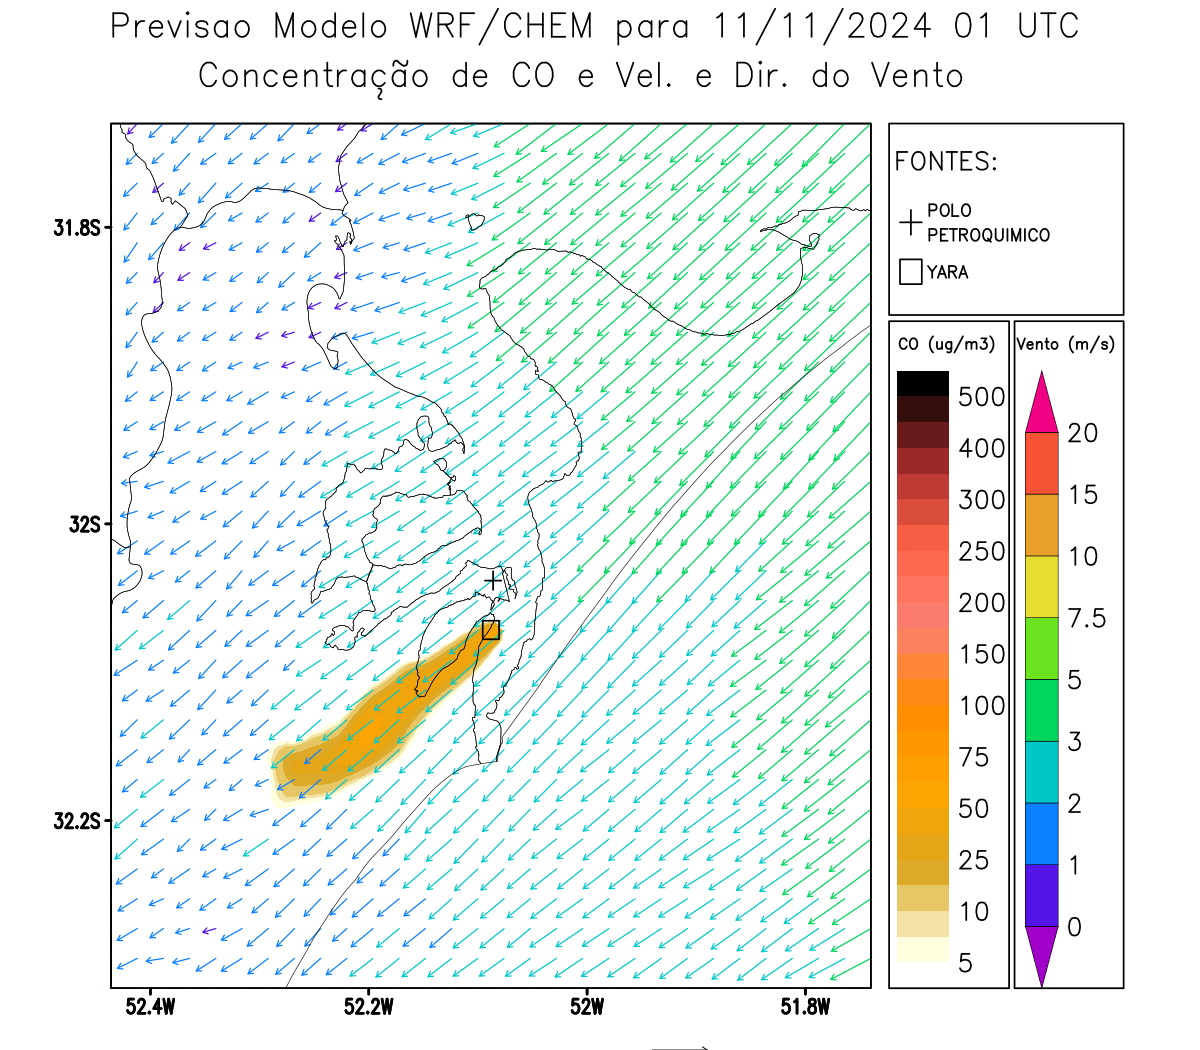 Previsao Modelo WRF/CHEM para 11/11/2024 01 UTC
Concentração de CO e Vel. e Dir. do Vento
FONTES:
POLO
PETROQUIMICO
YARA
31.8S
32S
32.2S
52.4W
52.2W
52W
51.8W
CO (ug/m3)
500
400
300
250
200
150
100
75
50
25
10
5
Vento (m/s)
20
15
10
7.5
5
3
2
1
0